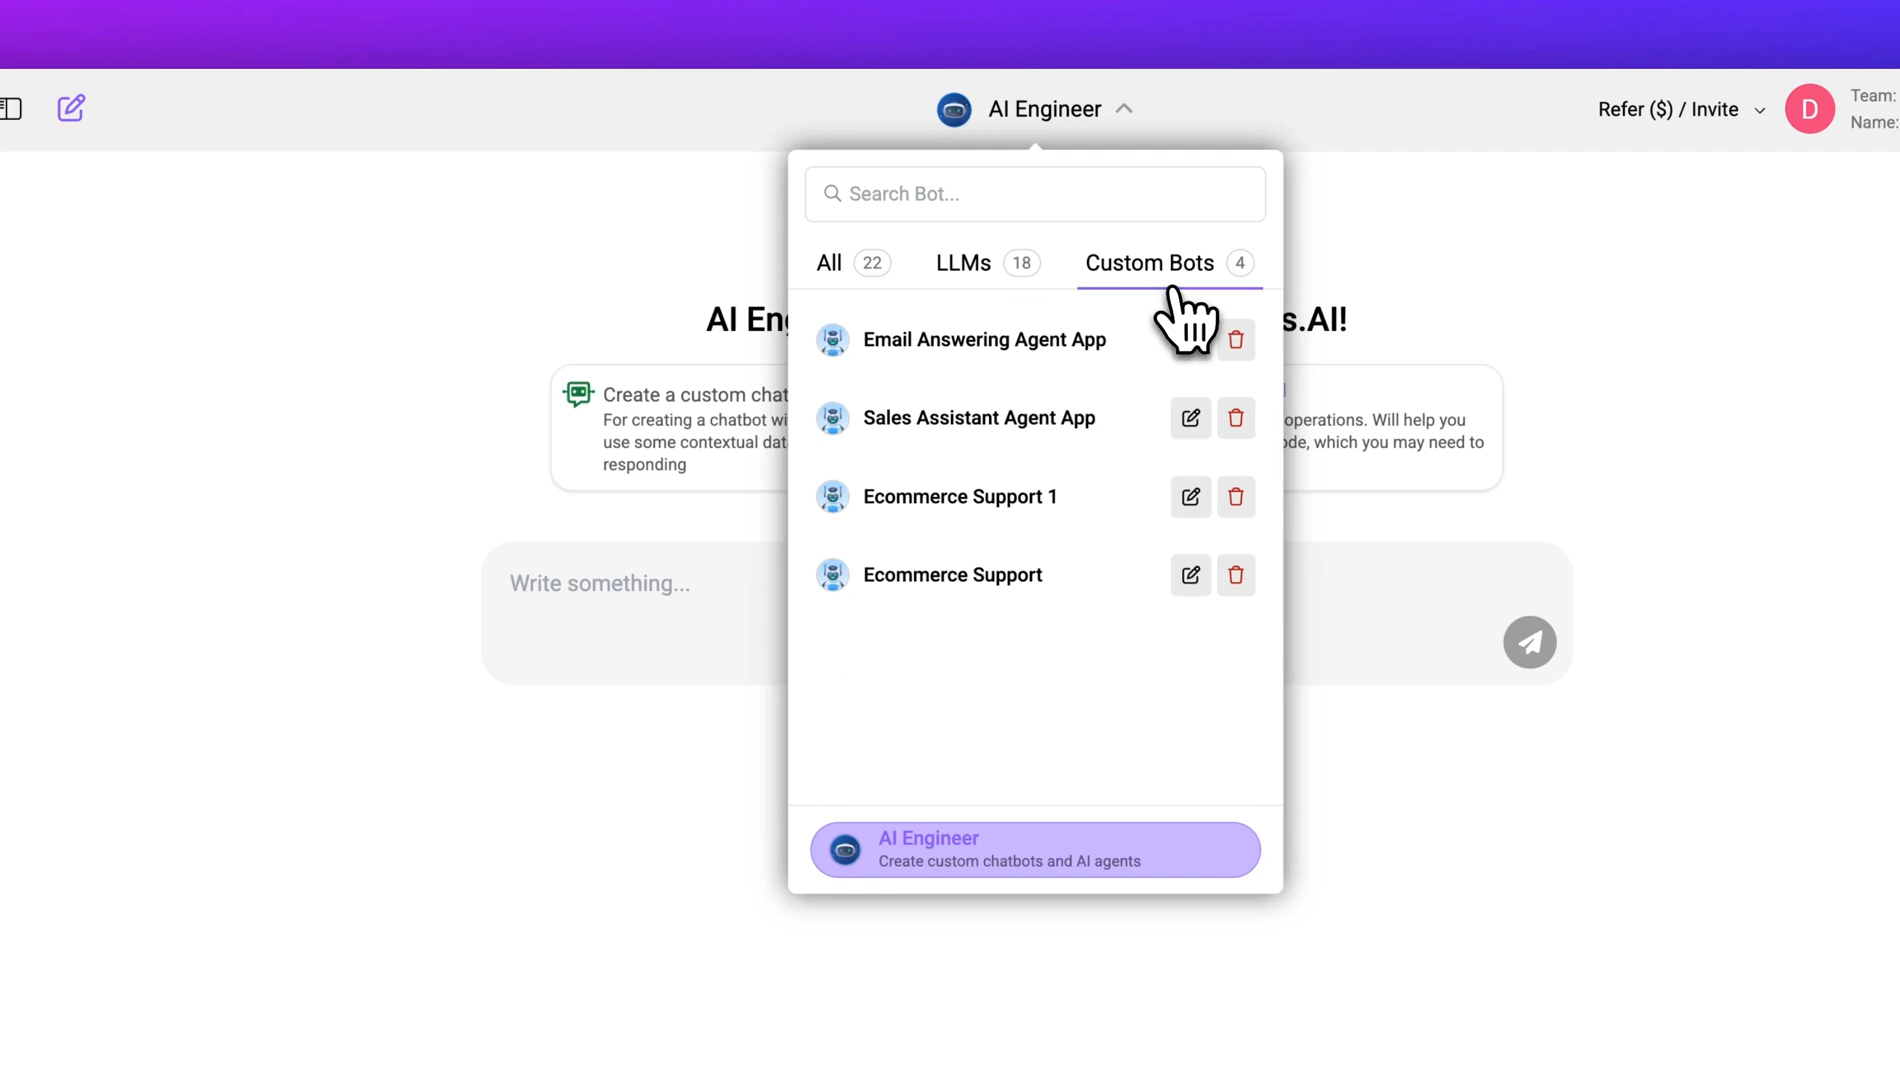 AI Engineer
Refer ($) / Invite
D
Team:
Name:
Search Bot...
All 22
LLMs 18
Custom Bots 4
AI Eng
s.AI!
Email Answering Agent App
Sales Assistant Agent App
Ecommerce Support 1
Ecommerce Support
Create a custom chat
For creating a chatbot wi
use some contextual dat
responding
operations. Will help you
ode, which you may need to
Write something...
AI Engineer
Create custom chatbots and AI agents